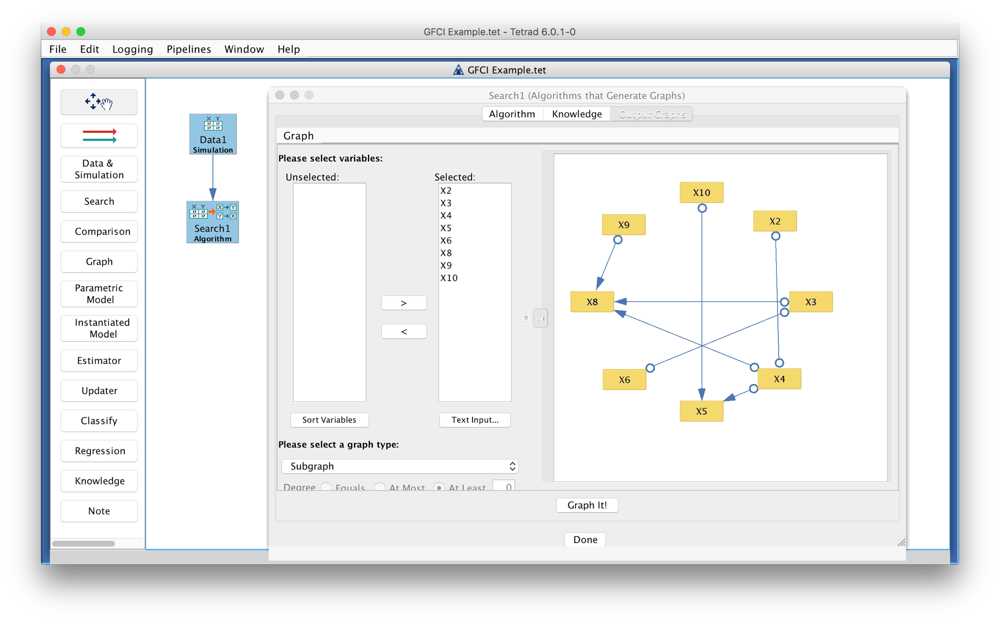 GFCI Example.tet - Tetrad 6.0.1-0
File Edit Logging Pipelines Window Help
GFCI Example.tet
Data &
Simulation
Search
Comparison
Graph
Parametric
Model
Instantiated
Model
Estimator
Updater
Classify
Regression
Knowledge
Note
X Y
Data1
Simulation
X Y X Y
Y X
Search1
Algorithm
Search1 (Algorithms that Generate Graphs)
Algorithm Knowledge Output Graphs
Graph
Please select variables:
Unselected: Selected:
X2
X3
X4
X5
X6
X8
X9
X10
>
<
Sort Variables Text Input...
Please select a graph type:
Subgraph
Degree Equals At Most At Least 0
X10
X9
X2
X8
X3
X6
X4
X5
Graph It!
Done